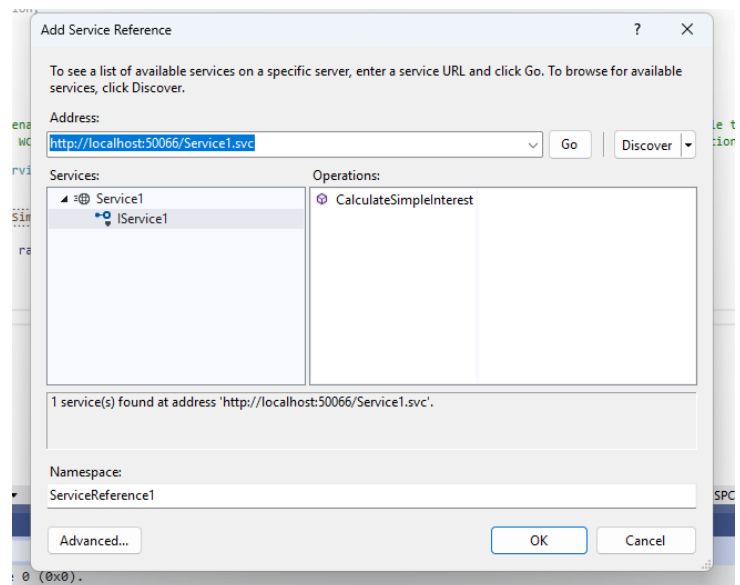 Add Service Reference
?
To see a list of available services on a specific server, enter a service URL and click Go. To browse for available
services, click Discover.
Address:
http://localhost:50066/Service1.svc
Go
Discover
Services:
Operations:
Service1
CalculateSimpleInterest
IService1
1 service(s) found at address 'http://localhost:50066/Service1.svc'.
Namespace:
ServiceReference1
SPC
Advanced...
OK
Cancel
0 (0x0).